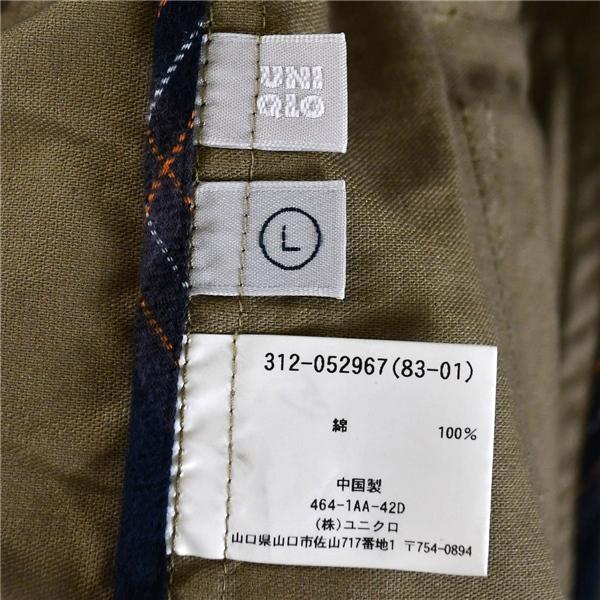 UNI
QLO
L
312-052967(83-01)
綿 100%
中国製
464-1AA-42D
(株)ユニクロ
山口県山口市佐山717番地1 〒754-0894